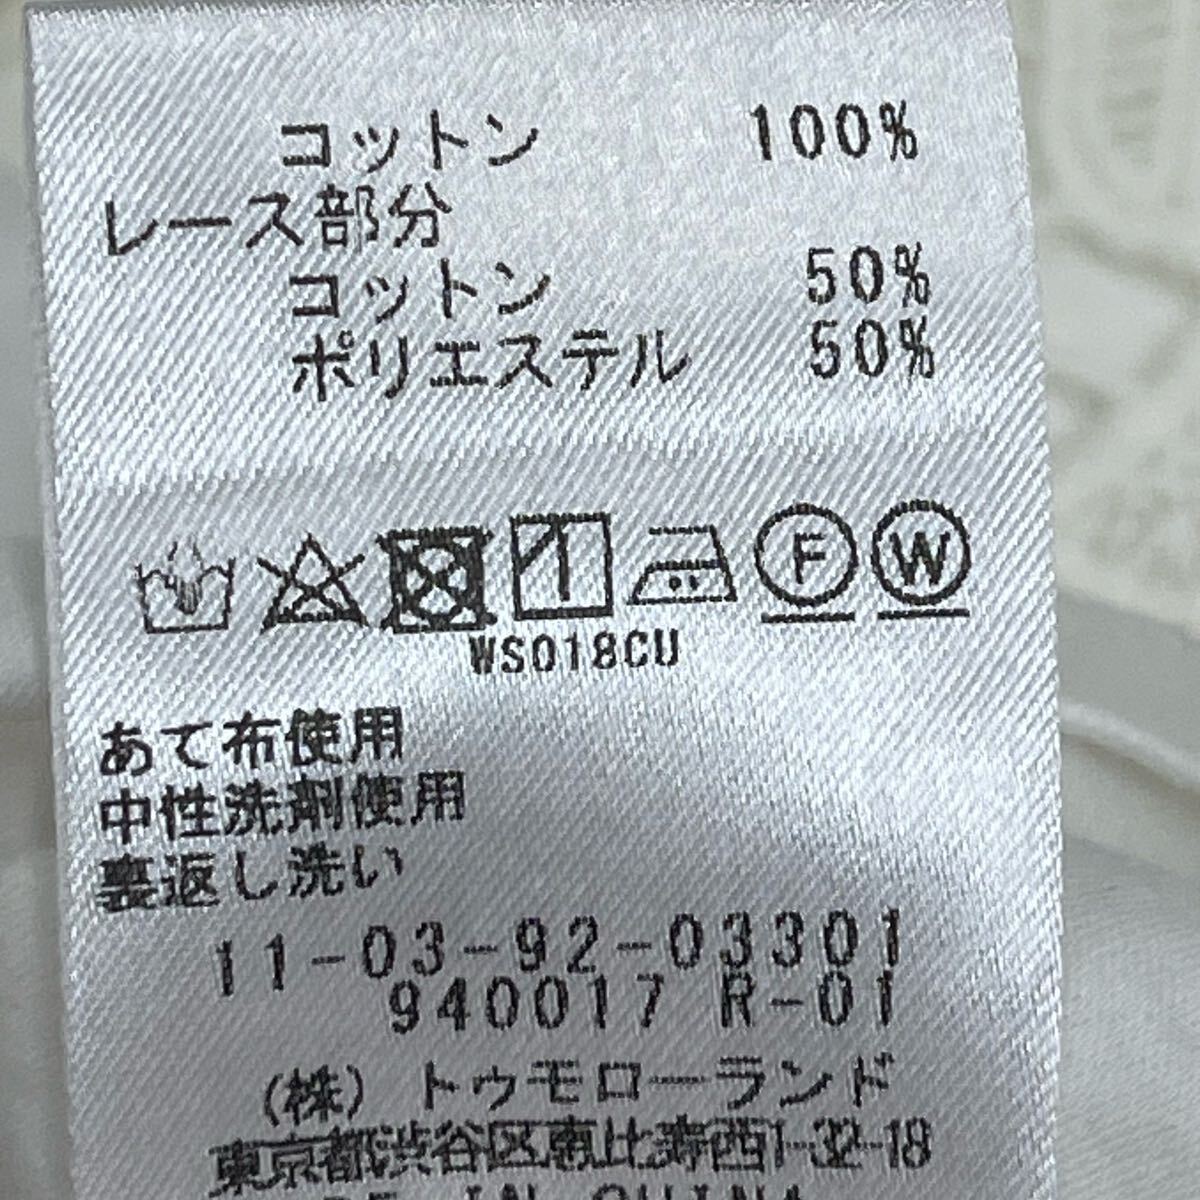 コットン 100%
レース部分
コットン 50%
ポリエステル 50%
F W
WS018CU
あて布使用
中性洗剤使用
裏返し洗い
11-03-92-03301
940017 R-01
(株)トゥモローランド
東京都渋谷区恵比寿西1-32-18
IN CHINA